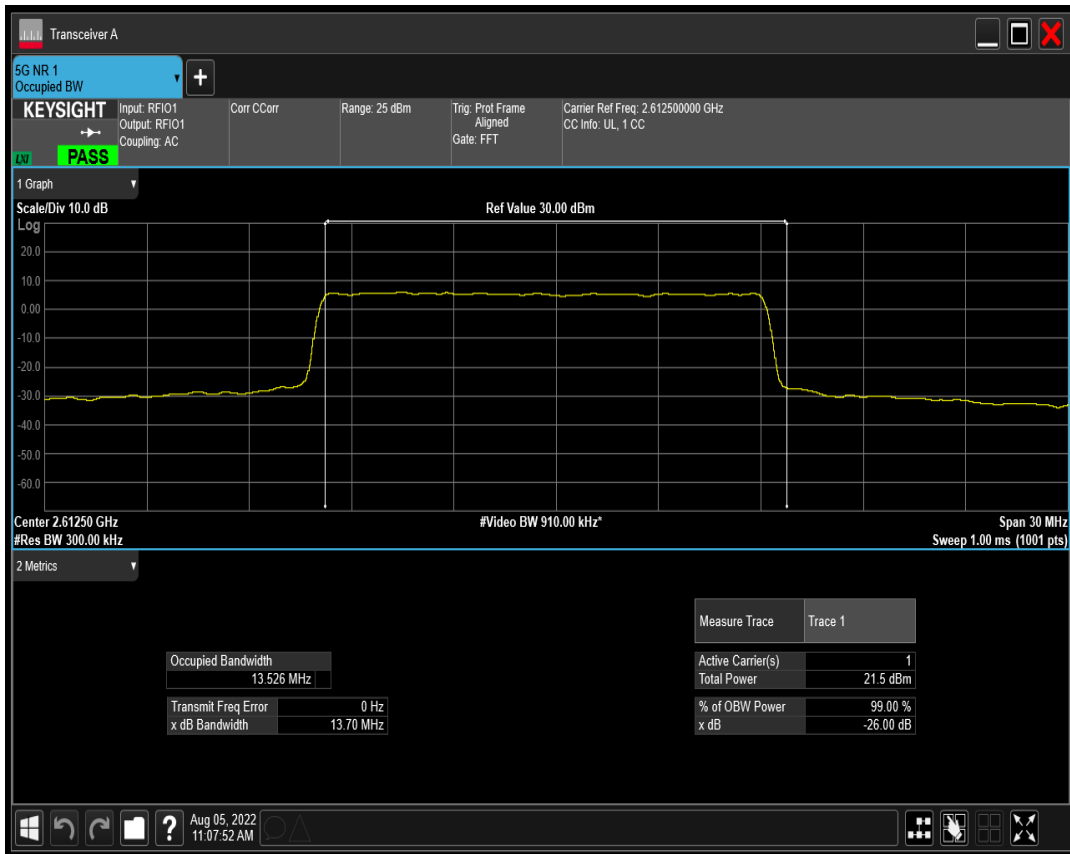 Transceiver A
5G NR 1
Occupied BW
+
KEYSIGHT
LXI
PASS
Input: RFIO1
Output: RFIO1
Coupling: AC
Corr CCorr
Range: 25 dBm
Trig: Prot Frame
Aligned
Gate: FFT
Carrier Ref Freq: 2.612500000 GHz
CC Info: UL, 1 CC
1 Graph
Scale/Div 10.0 dB
Ref Value 30.00 dBm
Log
20.0
10.0
0.00
-10.0
-20.0
-30.0
-40.0
-50.0
-60.0
Center 2.61250 GHz
#Video BW 910.00 kHz*
Span 30 MHz
#Res BW 300.00 kHz
Sweep 1.00 ms (1001 pts)
2 Metrics
Measure Trace Trace 1
Occupied Bandwidth
13.526 MHz
Active Carrier(s) 1
Total Power 21.5 dBm
Transmit Freq Error 0 Hz
x dB Bandwidth 13.70 MHz
% of OBW Power 99.00 %
x dB -26.00 dB
?
Aug 05, 2022
11:07:52 AM